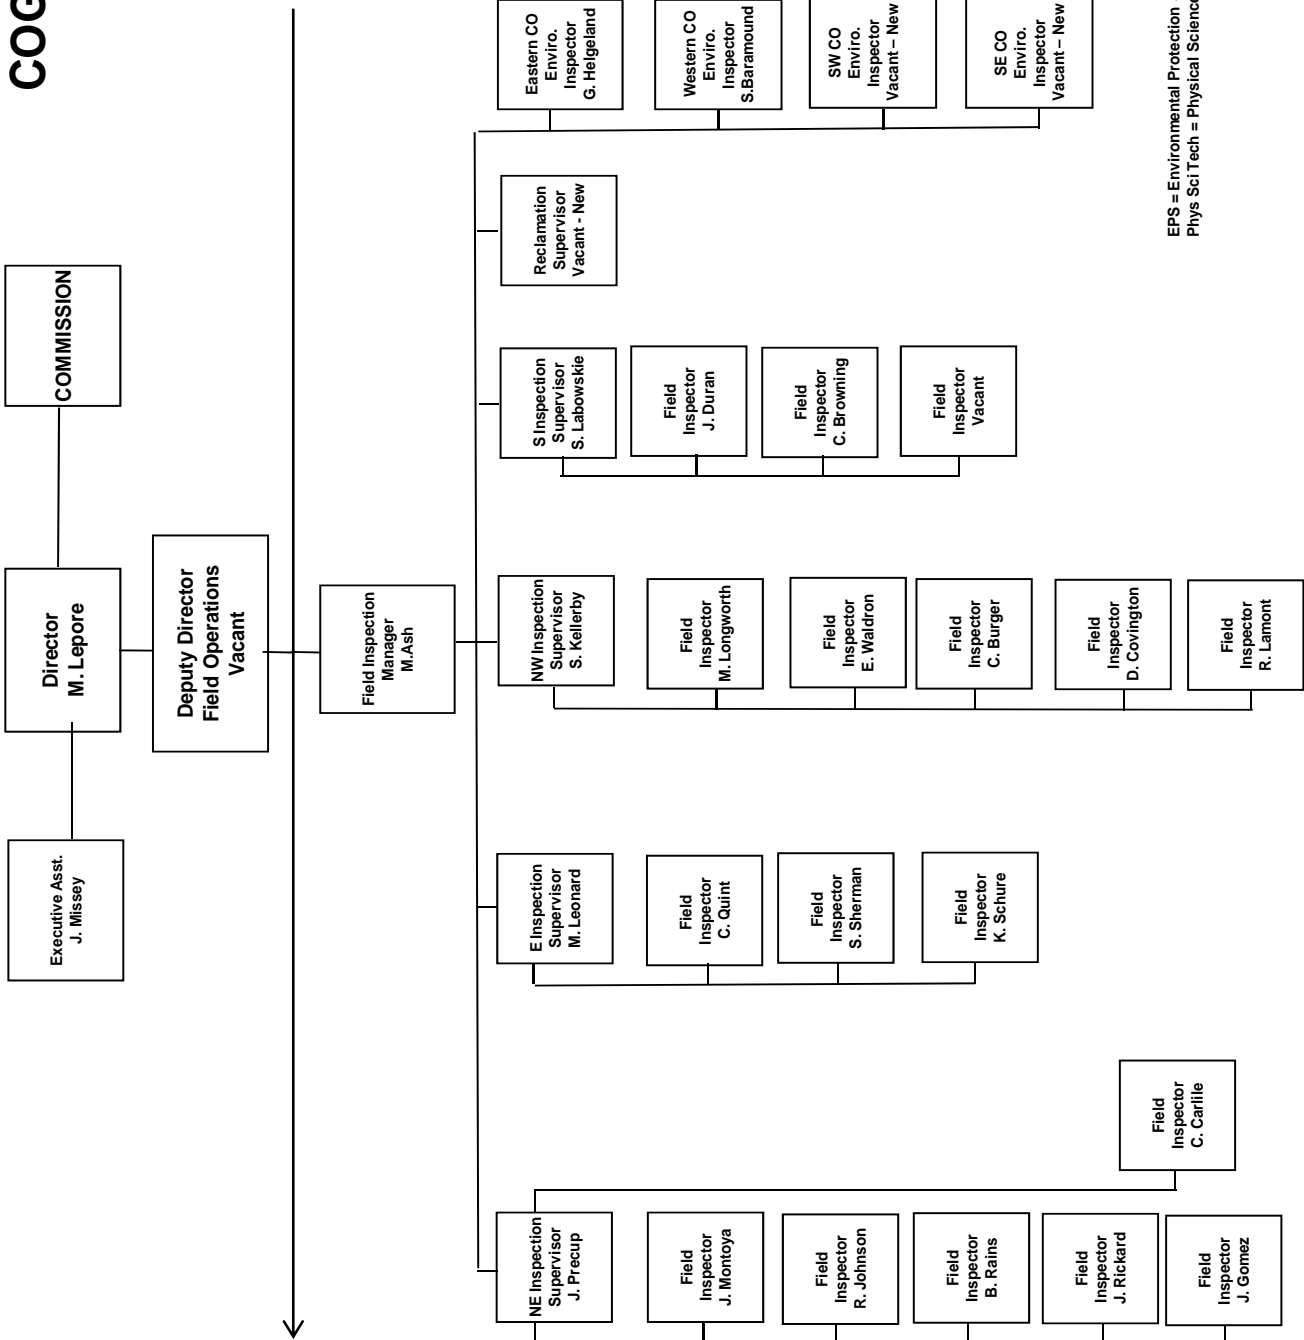 COG
COMMISSION
Director
M. Lepore
Executive Asst.
J. Missey
Deputy Director
Field Operations
Vacant
Field Inspection
Manager
M.Ash
NE Inspection
Supervisor
J. Precup
Field
Inspector
J. Montoya
Field
Inspector
R. Johnson
Field
Inspector
B. Rains
Field
Inspector
J. Rickard
Field
Inspector
J. Gomez
Field
Inspector
C. Carlile
E Inspection
Supervisor
M. Leonard
Field
Inspector
C. Quint
Field
Inspector
S. Sherman
Field
Inspector
K. Schure
NW Inspection
Supervisor
S. Kellerby
Field
Inspector
M. Longworth
Field
Inspector
E. Waldron
Field
Inspector
C. Burger
Field
Inspector
D. Covington
Field
Inspector
R. Lamont
S Inspection
Supervisor
S. Labowskie
Field
Inspector
J. Duran
Field
Inspector
C. Browning
Field
Inspector
Vacant
Reclamation
Supervisor
Vacant - New
Eastern CO
Enviro.
Inspector
G. Helgeland
Western CO
Enviro.
Inspector
S.Baramound
SW CO
Enviro.
Inspector
Vacant – New
SE CO
Enviro.
Inspector
Vacant – New
EPS = Environmental Protection
Phys Sci Tech = Physical Science